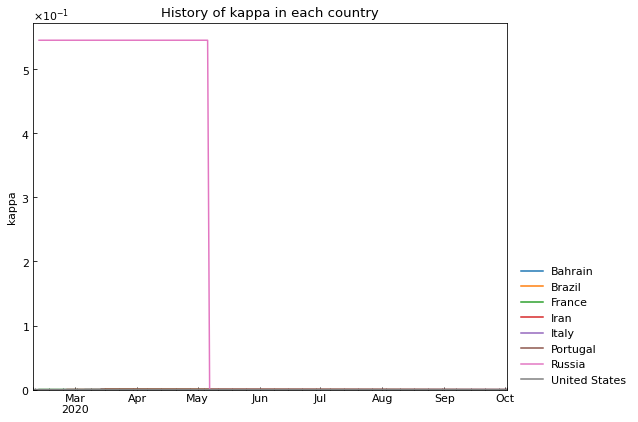 History of kappa in each country
×10⁻¹
5
4
3
2
1
0
kappa
Mar
2020
Apr
May
Jun
Jul
Aug
Sep
Oct
Bahrain
Brazil
France
Iran
Italy
Portugal
Russia
United States